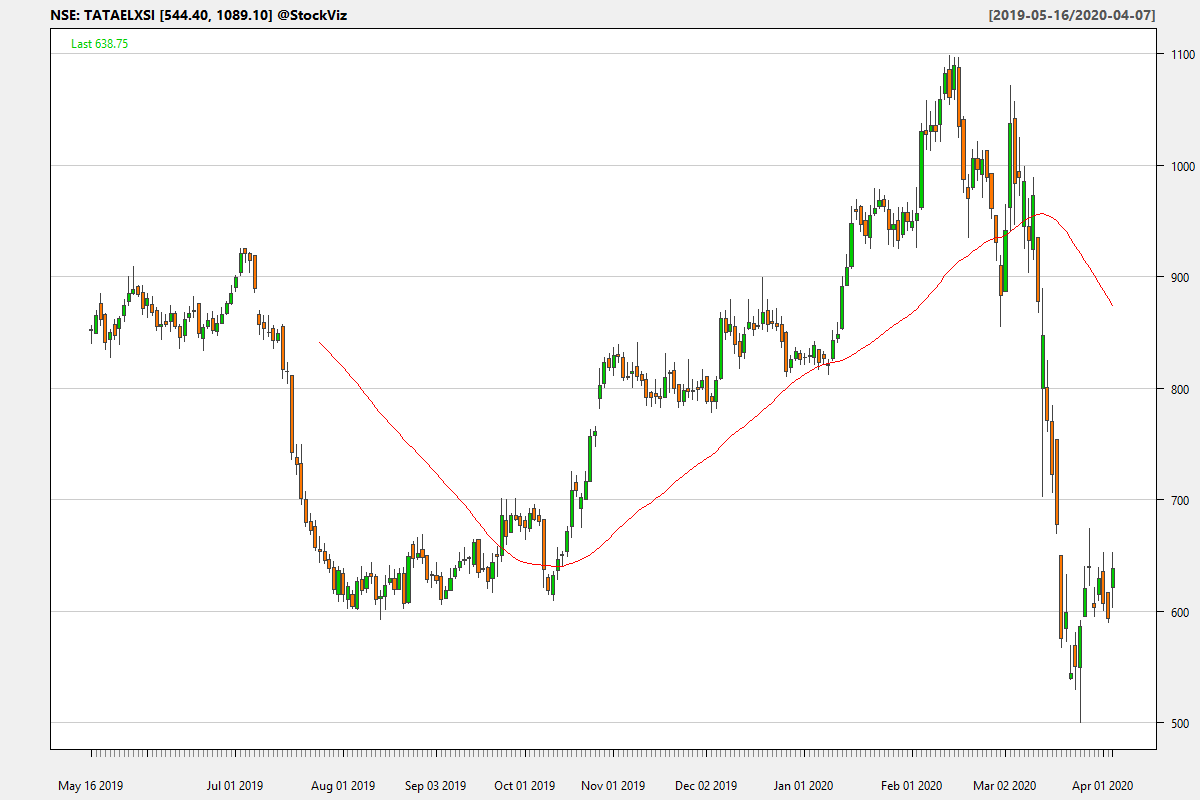 NSE: TATAELXSI [544.40, 1089.10] @StockViz
[2019-05-16/2020-04-07]
Last 638.75
1100
1000
900
800
700
600
500
May 16 2019 Jul 01 2019 Aug 01 2019 Sep 03 2019 Oct 01 2019 Nov 01 2019 Dec 02 2019 Jan 01 2020 Feb 01 2020 Mar 02 2020 Apr 01 2020